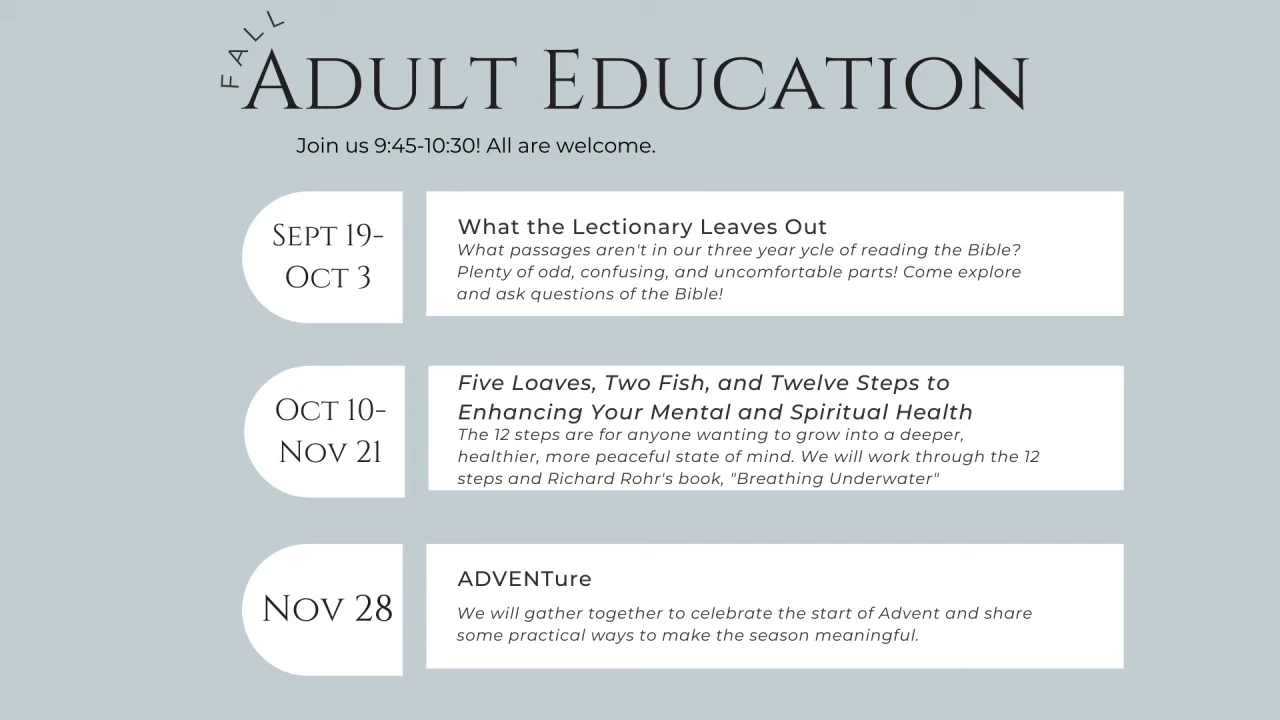 FALL
ADULT EDUCATION
Join us 9:45-10:30! All are welcome.
SEPT 19-
OCT 3
What the Lectionary Leaves Out
What passages aren't in our three year ycle of reading the Bible?
Plenty of odd, confusing, and uncomfortable parts! Come explore
and ask questions of the Bible!
OCT 10-
NOV 21
Five Loaves, Two Fish, and Twelve Steps to
Enhancing Your Mental and Spiritual Health
The 12 steps are for anyone wanting to grow into a deeper,
healthier, more peaceful state of mind. We will work through the 12
steps and Richard Rohr's book, "Breathing Underwater"
NOV 28
ADVENTure
We will gather together to celebrate the start of Advent and share
some practical ways to make the season meaningful.